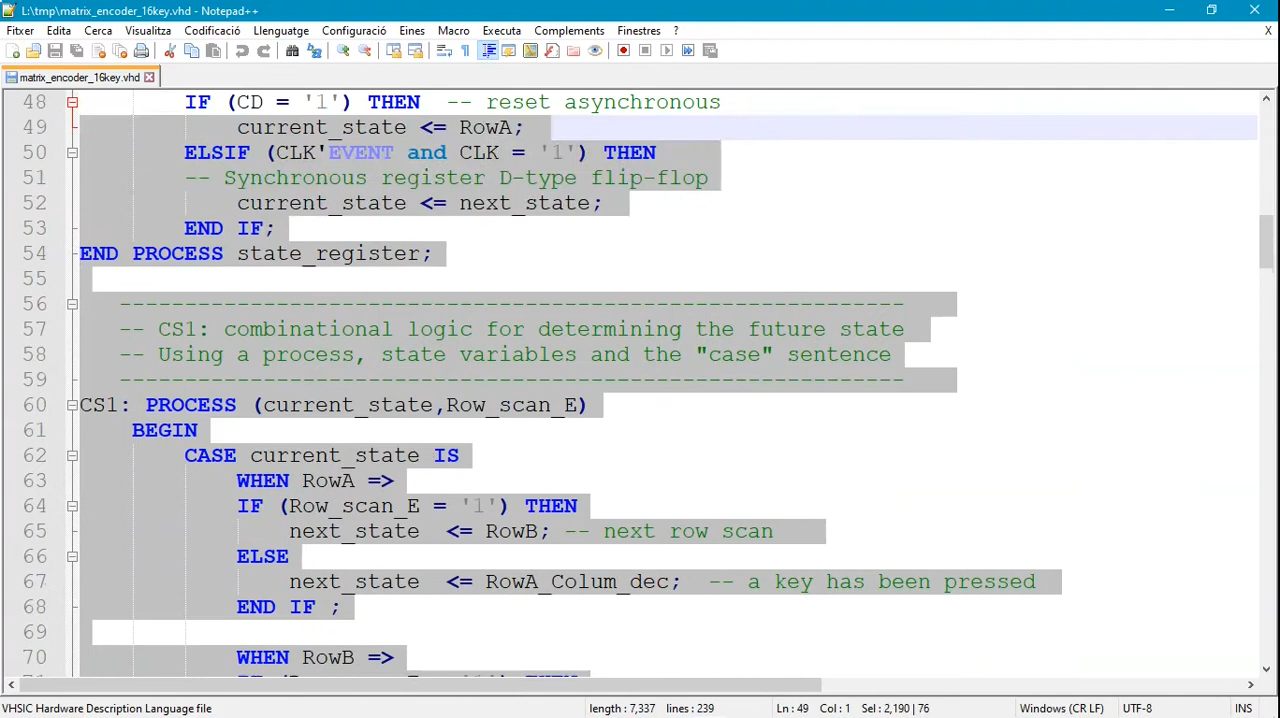 L:\tmp\matrix_encoder_16key.vhd - Notepad++
Fitxer Edita Cerca Visualitza Codificació Llenguatge Configuració Eines Macro Executa Complements Finestres ? X
matrix_encoder_16key.vhd
48 IF (CD = '1') THEN -- reset asynchronous
49 current_state <= RowA;
50 ELSIF (CLK'EVENT and CLK = '1') THEN
51 -- Synchronous register D-type flip-flop
52 current_state <= next_state;
53 END IF;
54 END PROCESS state_register;
55
56 ------------------------------------------------------------
57 -- CS1: combinational logic for determining the future state
58 -- Using a process, state variables and the "case" sentence
59 ------------------------------------------------------------
60 CS1: PROCESS (current_state,Row_scan_E)
61 BEGIN
62 CASE current_state IS
63 WHEN RowA =>
64 IF (Row_scan_E = '1') THEN
65 next_state <= RowB; -- next row scan
66 ELSE
67 next_state <= RowA_Colum_dec; -- a key has been pressed
68 END IF ;
69
70 WHEN RowB =>
VHSIC Hardware Description Language file length : 7,337 lines : 239 Ln : 49 Col : 1 Sel : 2,190 | 76 Windows (CR LF) UTF-8 INS